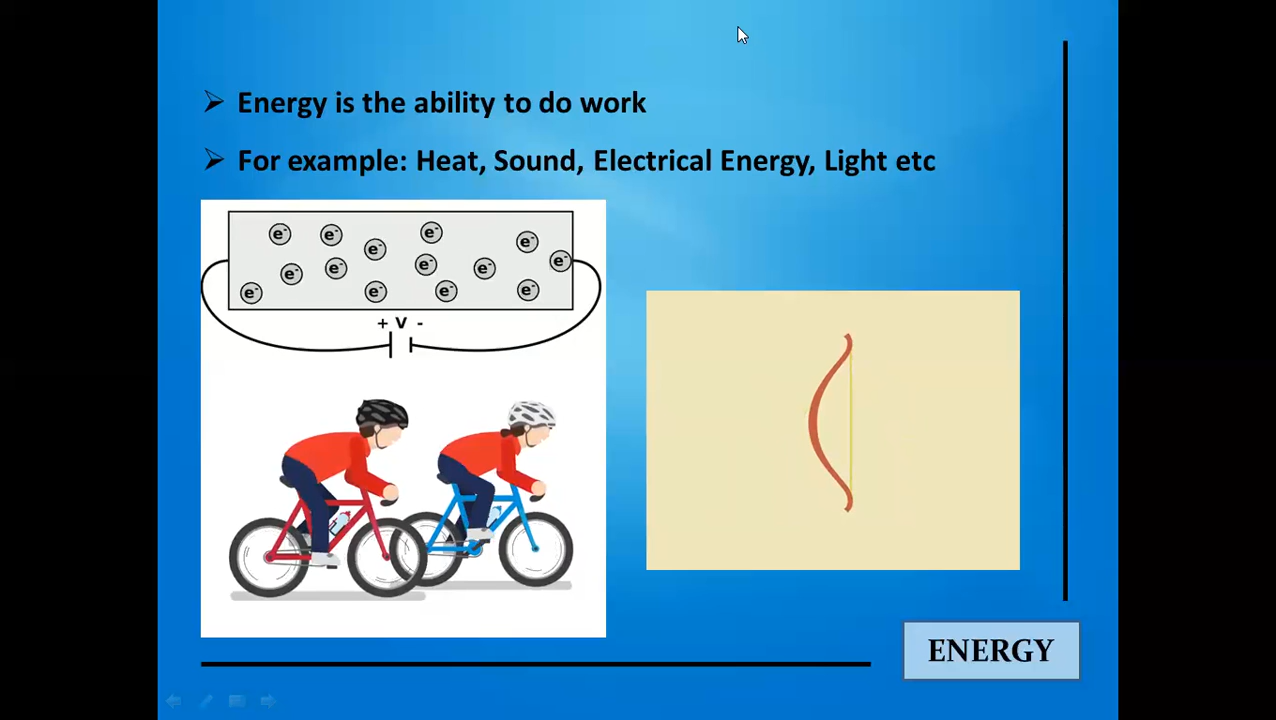 Energy is the ability to do work
For example: Heat, Sound, Electrical Energy, Light etc
e- e- e- e- e-
e- e- e- e- e-
e- e- e- e-
+ V -
ENERGY